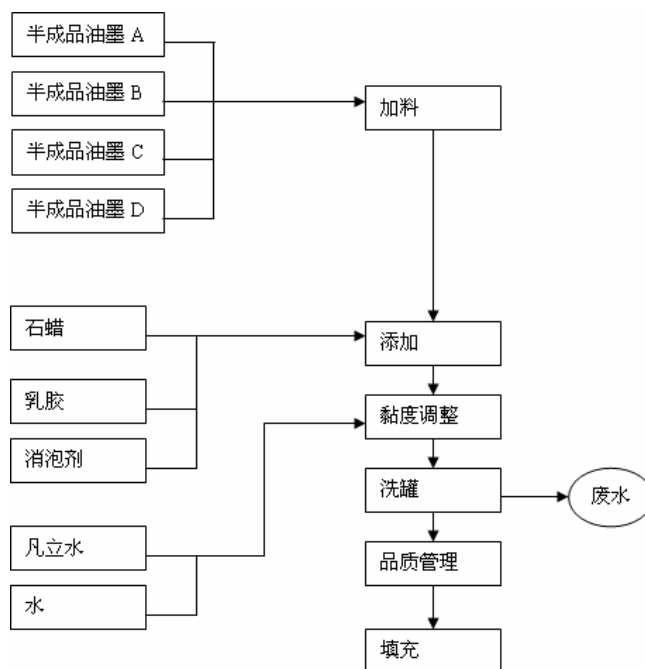 半成品油墨 A
半成品油墨 B
加料
半成品油墨 C
半成品油墨 D
石蜡
添加
乳胶
黏度调整
消泡剂
洗罐
废水
凡立水
品质管理
水
填充